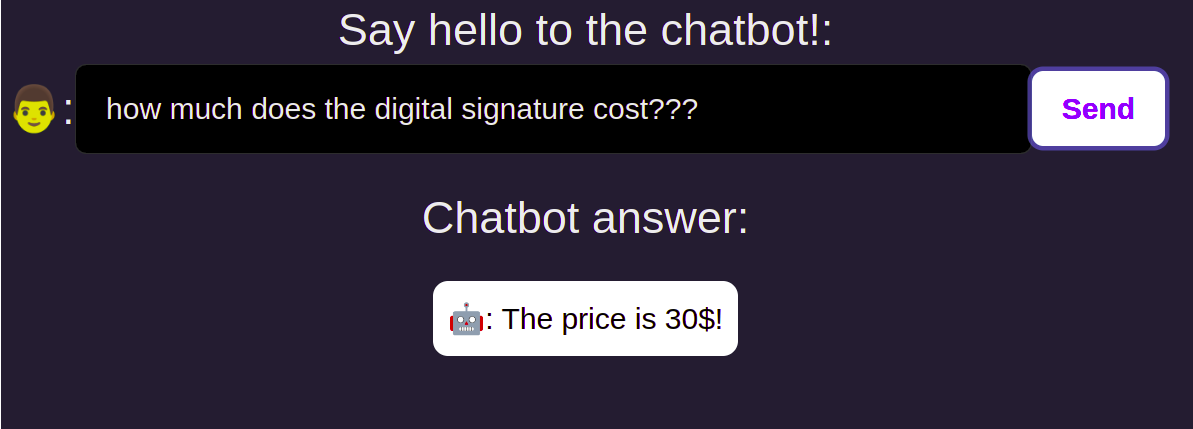 Say hello to the chatbot!:
👨: how much does the digital signature cost??? Send
Chatbot answer:
🤖: The price is 30$!